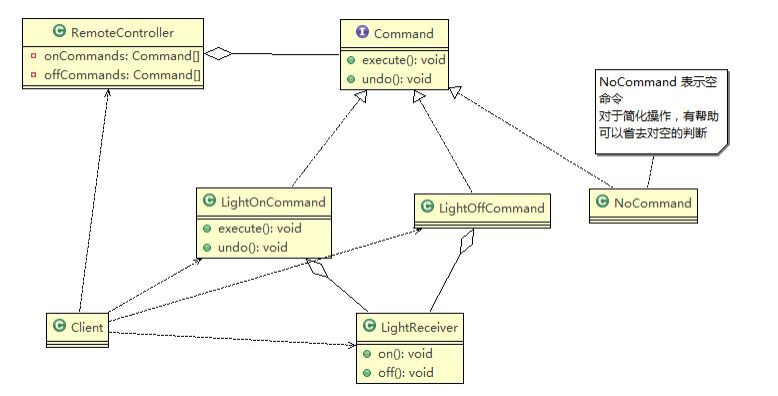 RemoteController
onCommands: Command[]
offCommands: Command[]
Command
execute(): void
undo(): void
NoCommand 表示空
命令
对于简化操作，有帮助
可以省去对空的判断
LightOnCommand
execute(): void
undo(): void
LightOffCommand
NoCommand
Client
LightReceiver
on(): void
off(): void